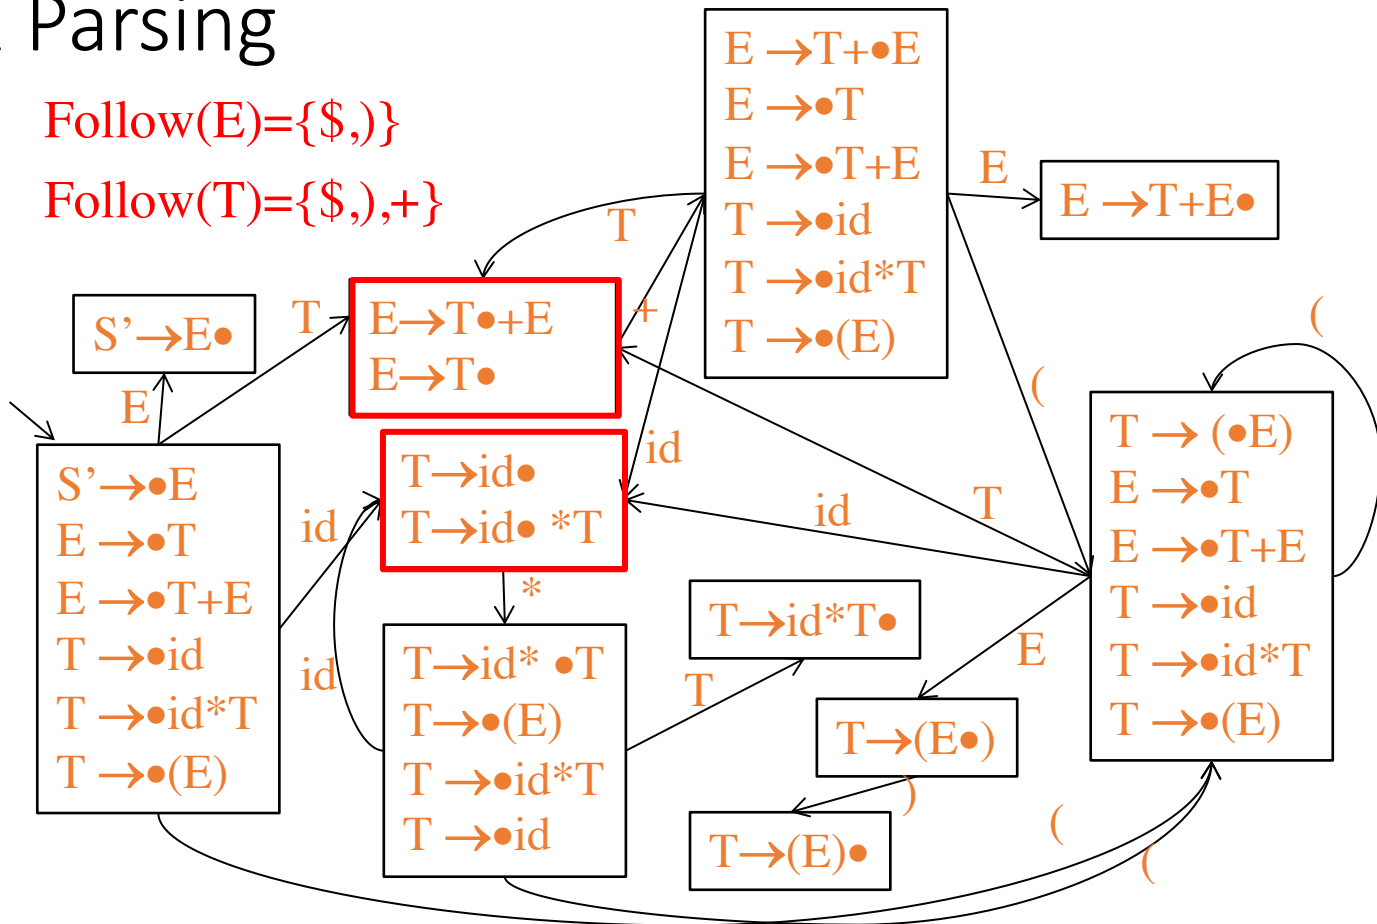 Parsing
Follow(E)={$,)}
Follow(T)={$,),+}
E →T+●E
E →●T
E →●T+E
T →●id
T →●id*T
T →●(E)
E
E →T+E●
T
+
id
(
S’→E●
E
T
E→T●+E
E→T●
T→id●
T→id● *T
S’→●E
E →●T
E →●T+E
T →●id
T →●id*T
T →●(E)
id
id
*
T→id* ●T
T→●(E)
T →●id*T
T →●id
T
T→id*T●
id
T
E
T→(E●)
)
T→(E)●
(
T → (●E)
E →●T
E →●T+E
T →●id
T →●id*T
T →●(E)
(
(